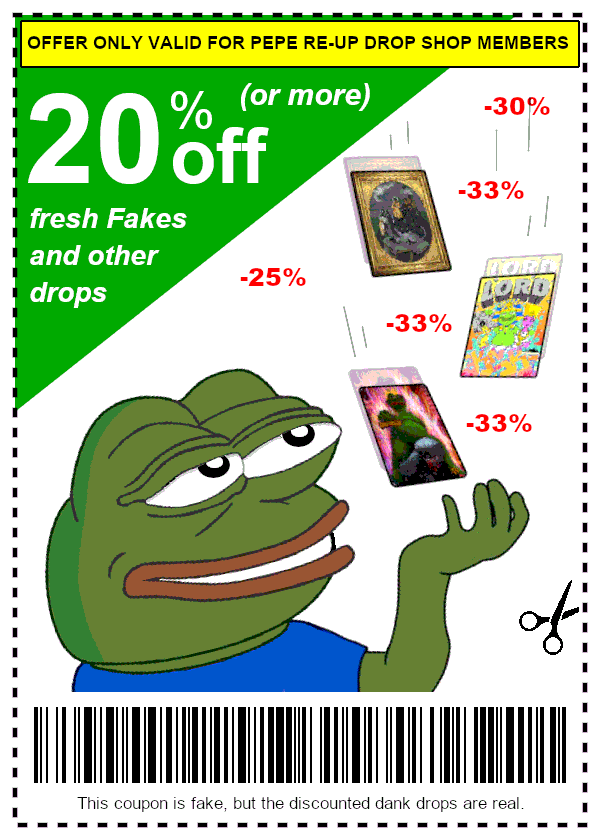 OFFER ONLY VALID FOR PEPE RE-UP DROP SHOP MEMBERS
20% off
(or more)
fresh Fakes
and other
drops
-30%
-33%
-25%
-33%
-33%
LORD
LORD
This coupon is fake, but the discounted dank drops are real.